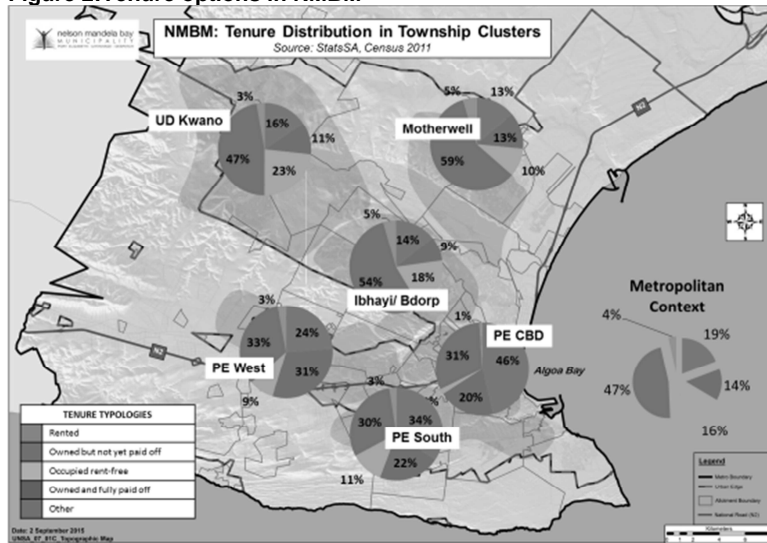 Figure 2:Tenure options in NMBM
nelson mandela bay
MUNICIPALITY
NMBM: Tenure Distribution in Township Clusters
Source: StatsSA, Census 2011
3%
UD Kwano
16%
11%
47%
23%
5%
13%
Motherwell
13%
59%
10%
N2
5%
14%
9%
54%
18%
Ibhayi/ Bdorp
Metropolitan
Context
4%
19%
47%
14%
16%
3%
33%
24%
PE West
31%
9%
N2
1%
PE CBD
31%
46%
20%
Algoa Bay
3%
30%
34%
PE South
22%
11%
TENURE TYPOLOGIES
Rented
Owned but not yet paid off
Occupied rent-free
Owned and fully paid off
Other
Legend
Metro Boundary
Urban Edge
Allotment Boundary
National Road (N2)
Kilometers
Date: 2 September 2015
UNSA_07_01C_Topographic Map